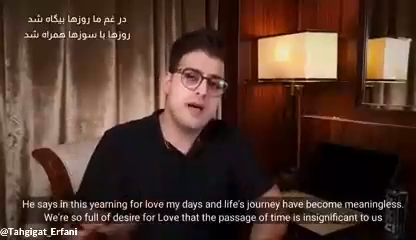 در غم ما روزها بیگاه شد
روزها با سوزها همراه شد
He says in this yearning for love my days and life's journey have become meaningless.
We're so full of desire for Love that the passage of time is insignificant to us
@Tahgigat_Erfani